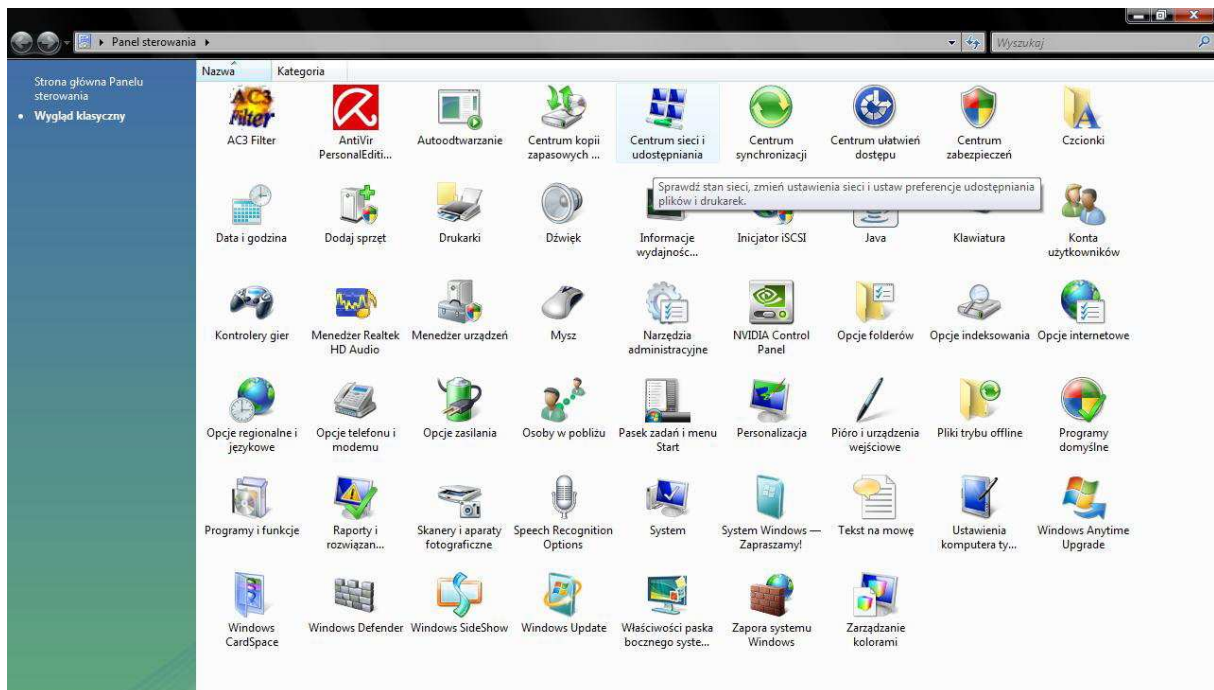 Panel sterowania
Wyszukaj
Strona główna Panelu
sterowania
Wygląd klasyczny
Nazwa Kategoria
AC3 Filter
AC3 Filter
AntiVir
PersonalEditi...
Autoodtwarzanie
Centrum kopii
zapasowych ...
Centrum sieci i
udostępniania
Centrum
synchronizacji
Centrum ułatwień
dostępu
Centrum
zabezpieczeń
Czcionki
Sprawdź stan sieci, zmień ustawienia sieci i ustaw preferencje udostępniania
plików i drukarek.
Data i godzina
Dodaj sprzęt
Drukarki
Dźwięk
Informacje
wydajnośc...
Inicjator iSCSI
Java
Klawiatura
Konta
użytkowników
Kontrolery gier
Menedżer Realtek
HD Audio
Menedżer urządzeń
Mysz
Narzędzia
administracyjne
NVIDIA Control
Panel
Opcje folderów
Opcje indeksowania
Opcje internetowe
Opcje regionalne i
językowe
Opcje telefonu i
modemu
Opcje zasilania
Osoby w pobliżu
Pasek zadań i menu
Start
Personalizacja
Pióro i urządzenia
wejściowe
Pliki trybu offline
Programy
domyślne
Programy i funkcje
Raporty i
rozwiązan...
Skanery i aparaty
fotograficzne
Speech Recognition
Options
System
System Windows —
Zapraszamy!
Tekst na mowę
Ustawienia
komputera ty...
Windows Anytime
Upgrade
Windows
CardSpace
Windows Defender
Windows SideShow
Windows Update
Właściwości paska
bocznego syste...
Zapora systemu
Windows
Zarządzanie
kolorami